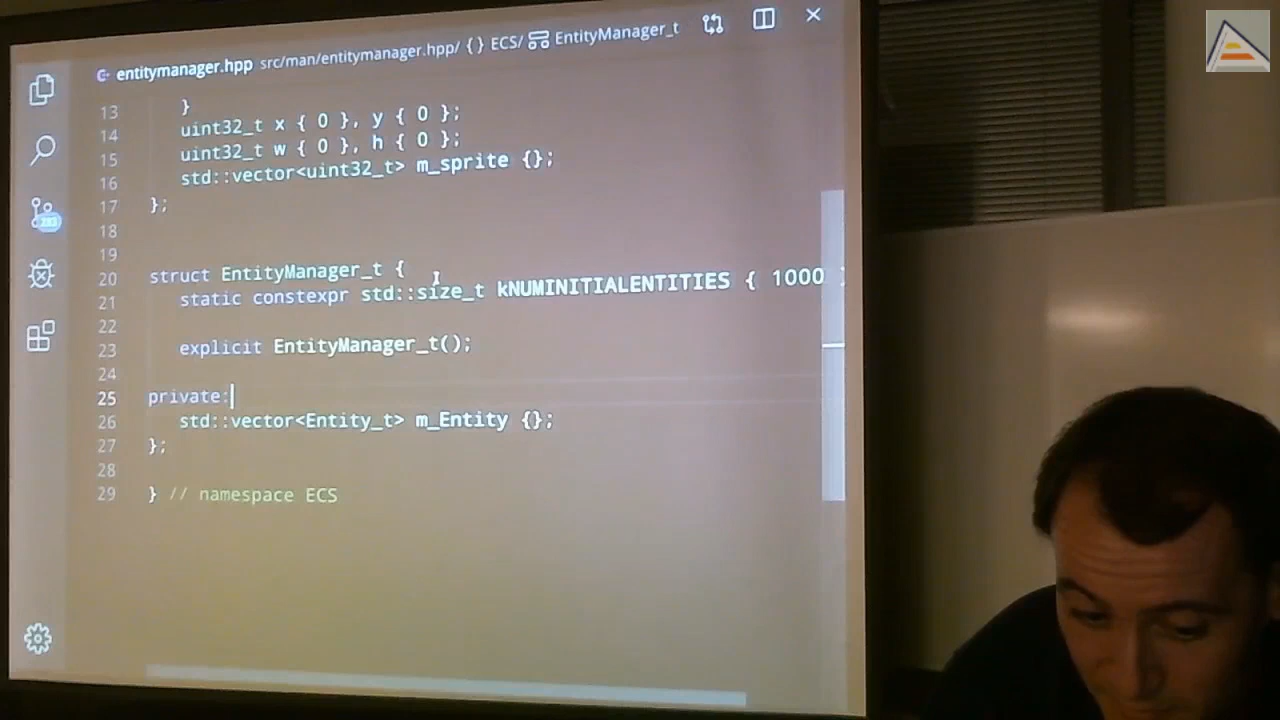 entitymanager.hpp src/man/entitymanager.hpp/ {} ECS/ EntityManager_t
13 }
14 uint32_t x { 0 }, y { 0 };
15 uint32_t w { 0 }, h { 0 };
16 std::vector<uint32_t> m_sprite {};
17 };
18
19
20 struct EntityManager_t {
21 static constexpr std::size_t kNUMINITIALENTITIES { 1000 }
22
23 explicit EntityManager_t();
24
25 private:
26 std::vector<Entity_t> m_Entity {};
27 };
28
29 } // namespace ECS